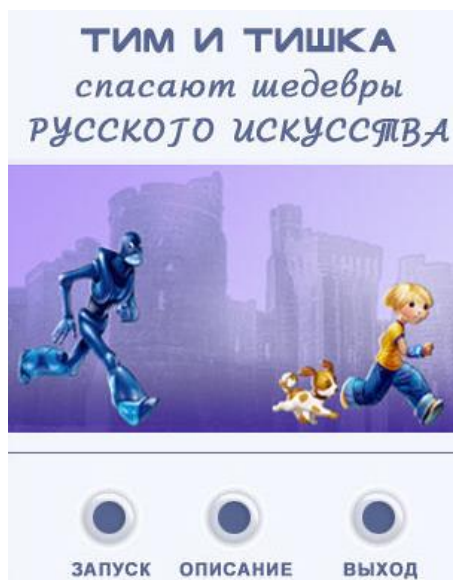 ТИМ И ТИШКА
спасают шедевры
РУССКОГО ИСКУССТВА
ЗАПУСК ОПИСАНИЕ ВЫХОД